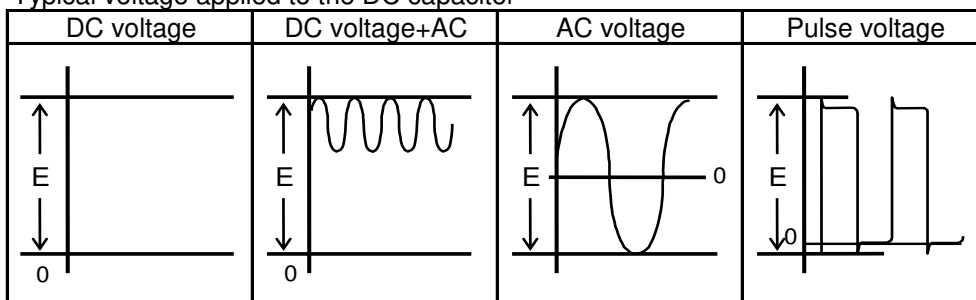 Typical voltage applied to the DC capacitor
DC voltage DC voltage+AC AC voltage Pulse voltage
E E E 0 E 0
0 0